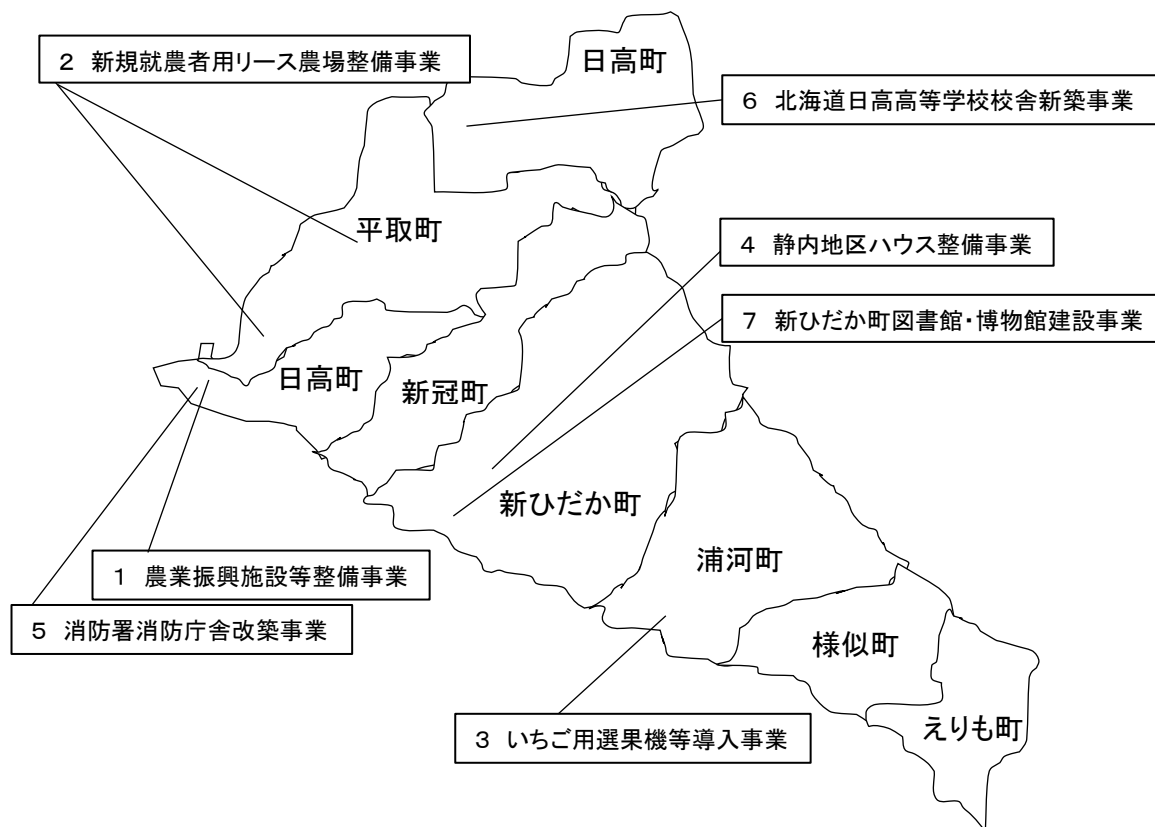 2 新規就農者用リース農場整備事業
日高町
6 北海道日高高等学校校舎新築事業
平取町
4 静内地区ハウス整備事業
7 新ひだか町図書館・博物館建設事業
日高町
新冠町
新ひだか町
浦河町
1 農業振興施設等整備事業
5 消防署消防庁舎改築事業
様似町
えりも町
3 いちご用選果機等導入事業